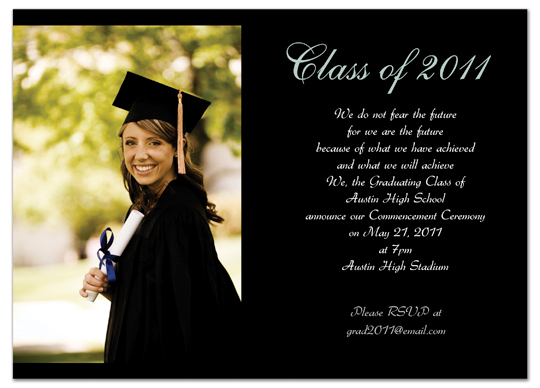 Class of 2011
We do not fear the future
for we are the future
because of what we have achieved
and what we will achieve
We, the Graduating Class of
Austin High School
announce our Commencement Ceremony
on May 21, 2011
at 7pm
Austin High Stadium
Please RSVP at
grad2011@email.com